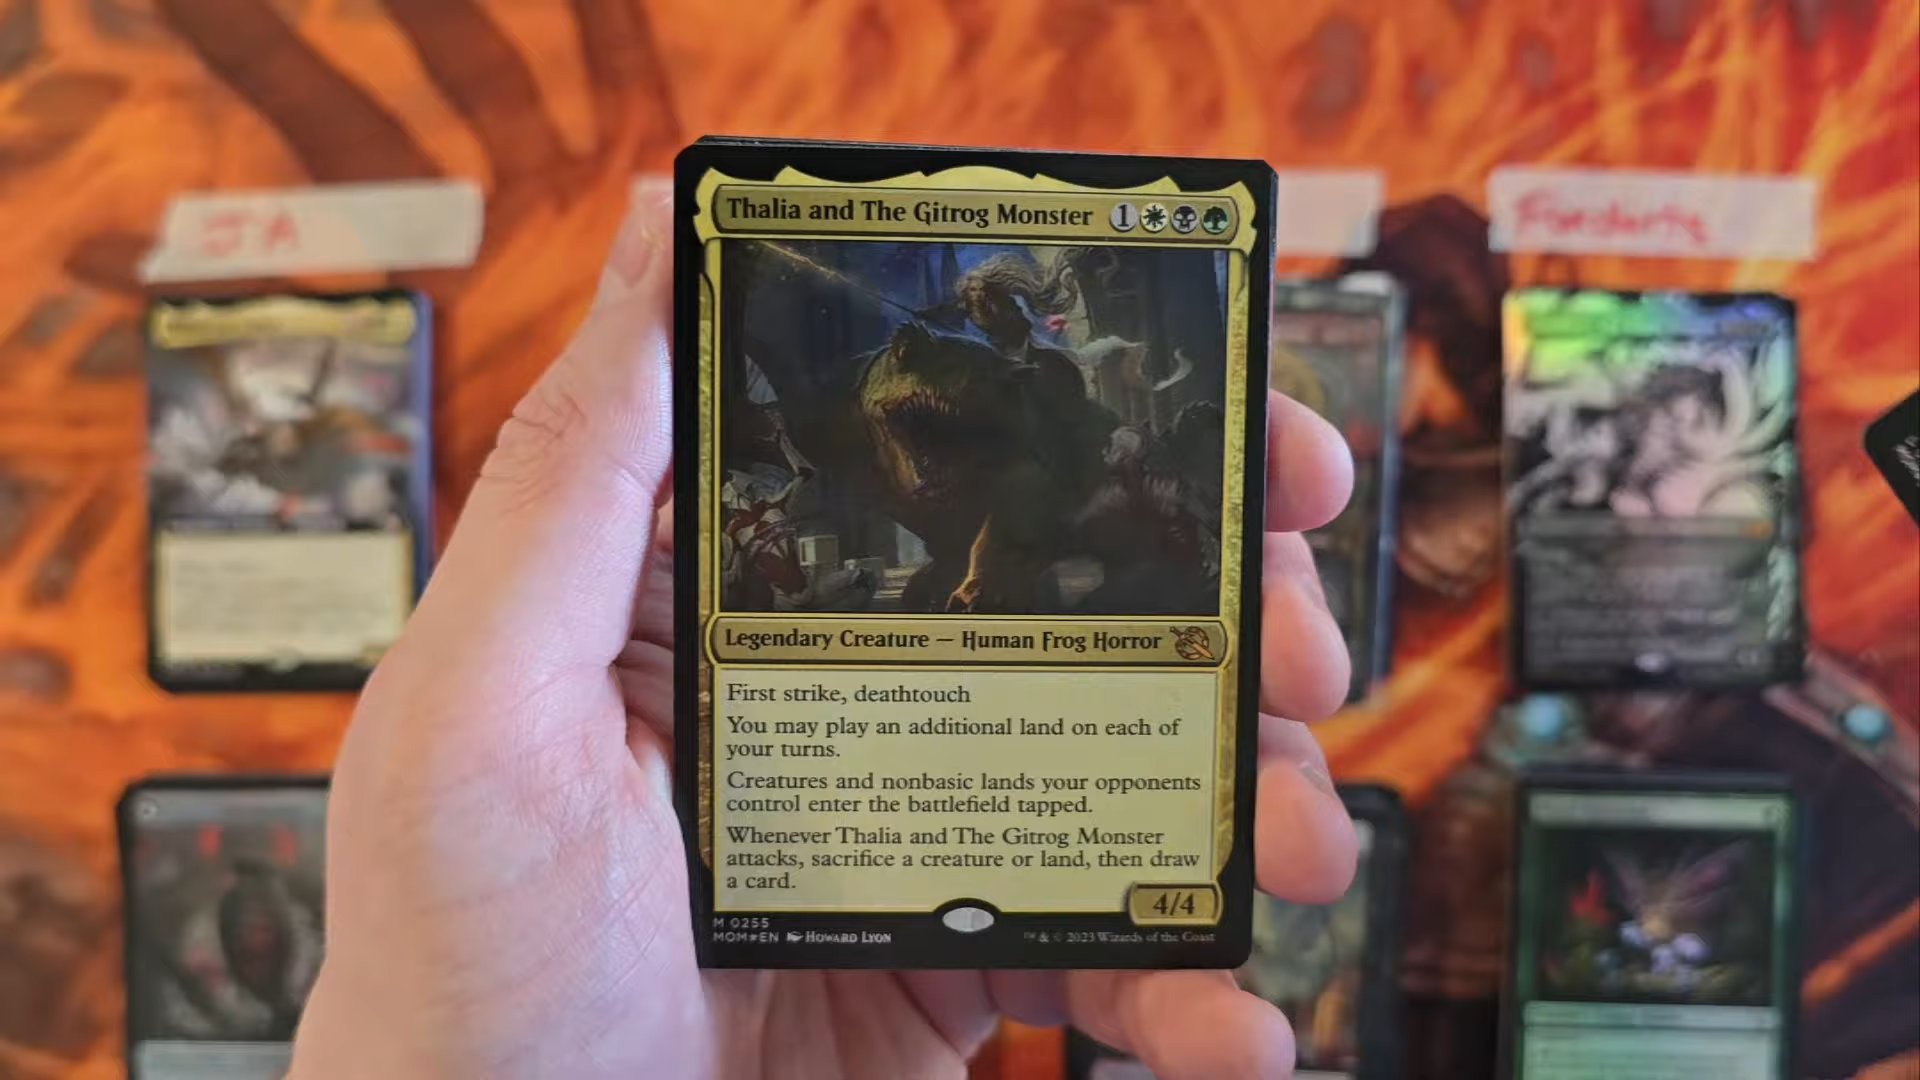 JA
Thalia and The Gitrog Monster 1
Legendary Creature — Human Frog Horror
First strike, deathtouch
You may play an additional land on each of
your turns.
Creatures and nonbasic lands your opponents
control enter the battlefield tapped.
Whenever Thalia and The Gitrog Monster
attacks, sacrifice a creature or land, then draw
a card.
4/4
M 0255
MOM★EN Howard Lyon
™ & © 2023 Wizards of the Coast